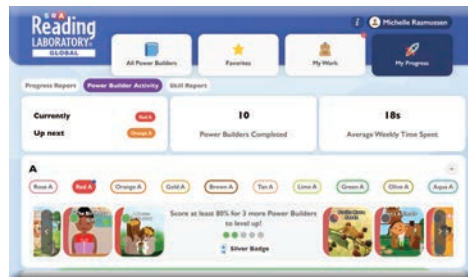 SRA
Reading
LABORATORY
GLOBAL
i Michelle Rasmussen
All Power Builders
Favorites
My Work
My Progress
Progress Report
Power Builder Activity
Skill Report
Currently Red A
Up next Orange A
10
Power Builders Completed
18s
Average Weekly Time Spent
A
Rose A
Red A
Orange A
Gold A
Brown A
Tan A
Lime A
Green A
Olive A
Aqua A
Score at least 80% for 3 more Power Builders
to level up!
Silver Badge